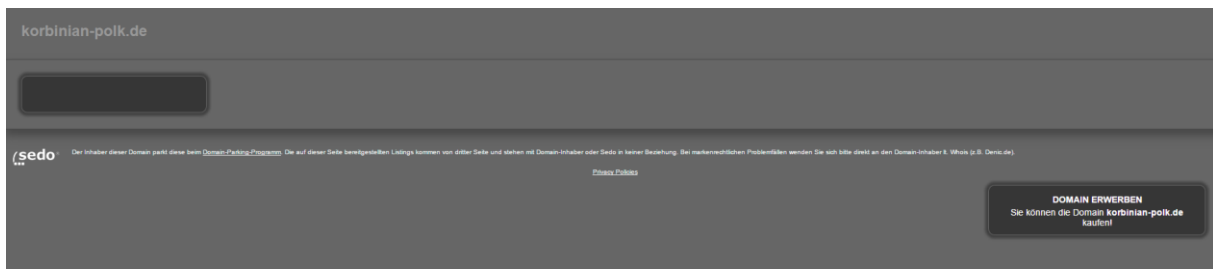 korbinian-polk.de
sedo
Der Inhaber dieser Domain parkt diese beim Domain-Parking-Programm. Die auf dieser Seite bereitgestellten Listings kommen von dritter Seite und stehen mit Domain-Inhaber oder Sedo in keiner Beziehung. Bei markenrechtlichen Problemfällen wenden Sie sich bitte direkt an den Domain-Inhaber lt. Whois (z.B. Denic.de).
Privacy Policies
DOMAIN ERWERBEN
Sie können die Domain korbinian-polk.de
kaufen!